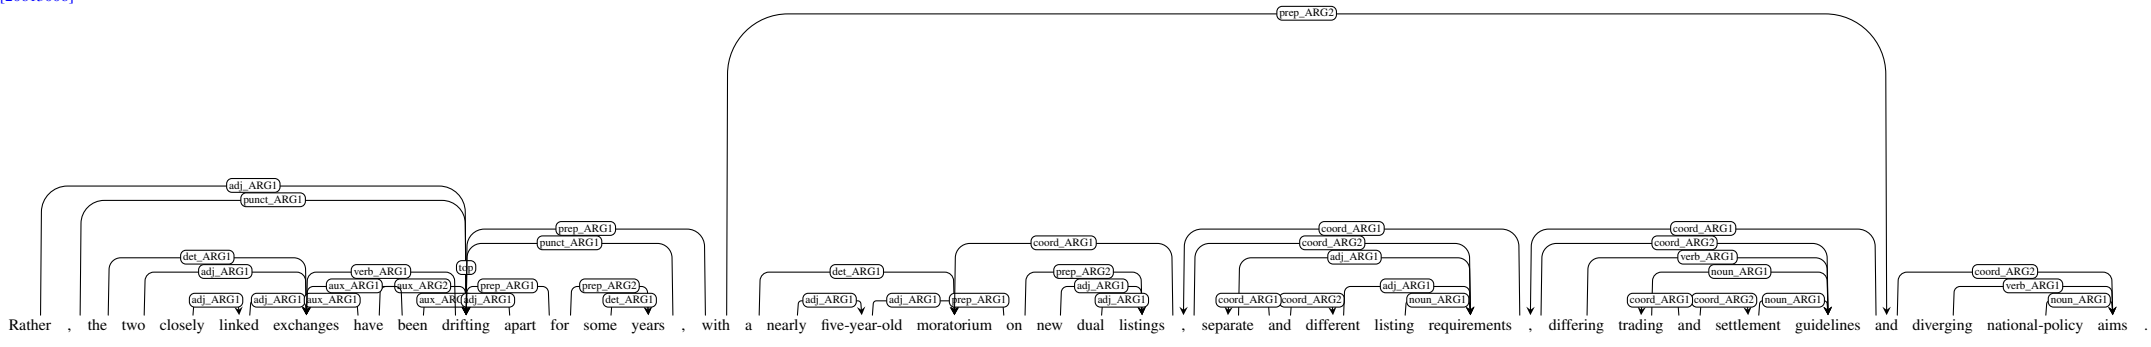 prep_ARG2
adj_ARG1
punct_ARG1
prep_ARG1 coord_ARG1 coord_ARG1
punct_ARG1 coord_ARG1 coord_ARG2 coord_ARG2
det_ARG1 adj_ARG1 verb_ARG1
adj_ARG1 verb_ARG1 top det_ARG1 prep_ARG2 noun_ARG1 coord_ARG2
aux_ARG1 aux_ARG2 prep_ARG1 prep_ARG2 adj_ARG1 adj_ARG1 verb_ARG1
adj_ARG1 adj_ARG1 aux_ARG1 adj_ARG1 det_ARG1 adj_ARG1 adj_ARG1 prep_ARG1 adj_ARG1 coord_ARG1 coord_ARG2 noun_ARG1 coord_ARG1 coord_ARG2 noun_ARG1 noun_ARG1
Rather , the two closely linked exchanges have been drifting apart for some years , with a nearly five-year-old moratorium on new dual listings , separate and different listing requirements , differing trading and settlement guidelines and diverging national-policy aims .